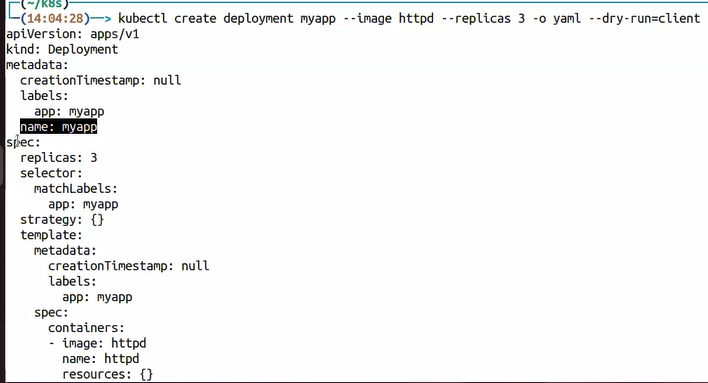 (~/k8s)
(14:04:28)──> kubectl create deployment myapp --image httpd --replicas 3 -o yaml --dry-run=client
apiVersion: apps/v1
kind: Deployment
metadata:
  creationTimestamp: null
  labels:
    app: myapp
  name: myapp
spec:
  replicas: 3
  selector:
    matchLabels:
      app: myapp
  strategy: {}
  template:
    metadata:
      creationTimestamp: null
      labels:
        app: myapp
    spec:
      containers:
      - image: httpd
        name: httpd
        resources: {}